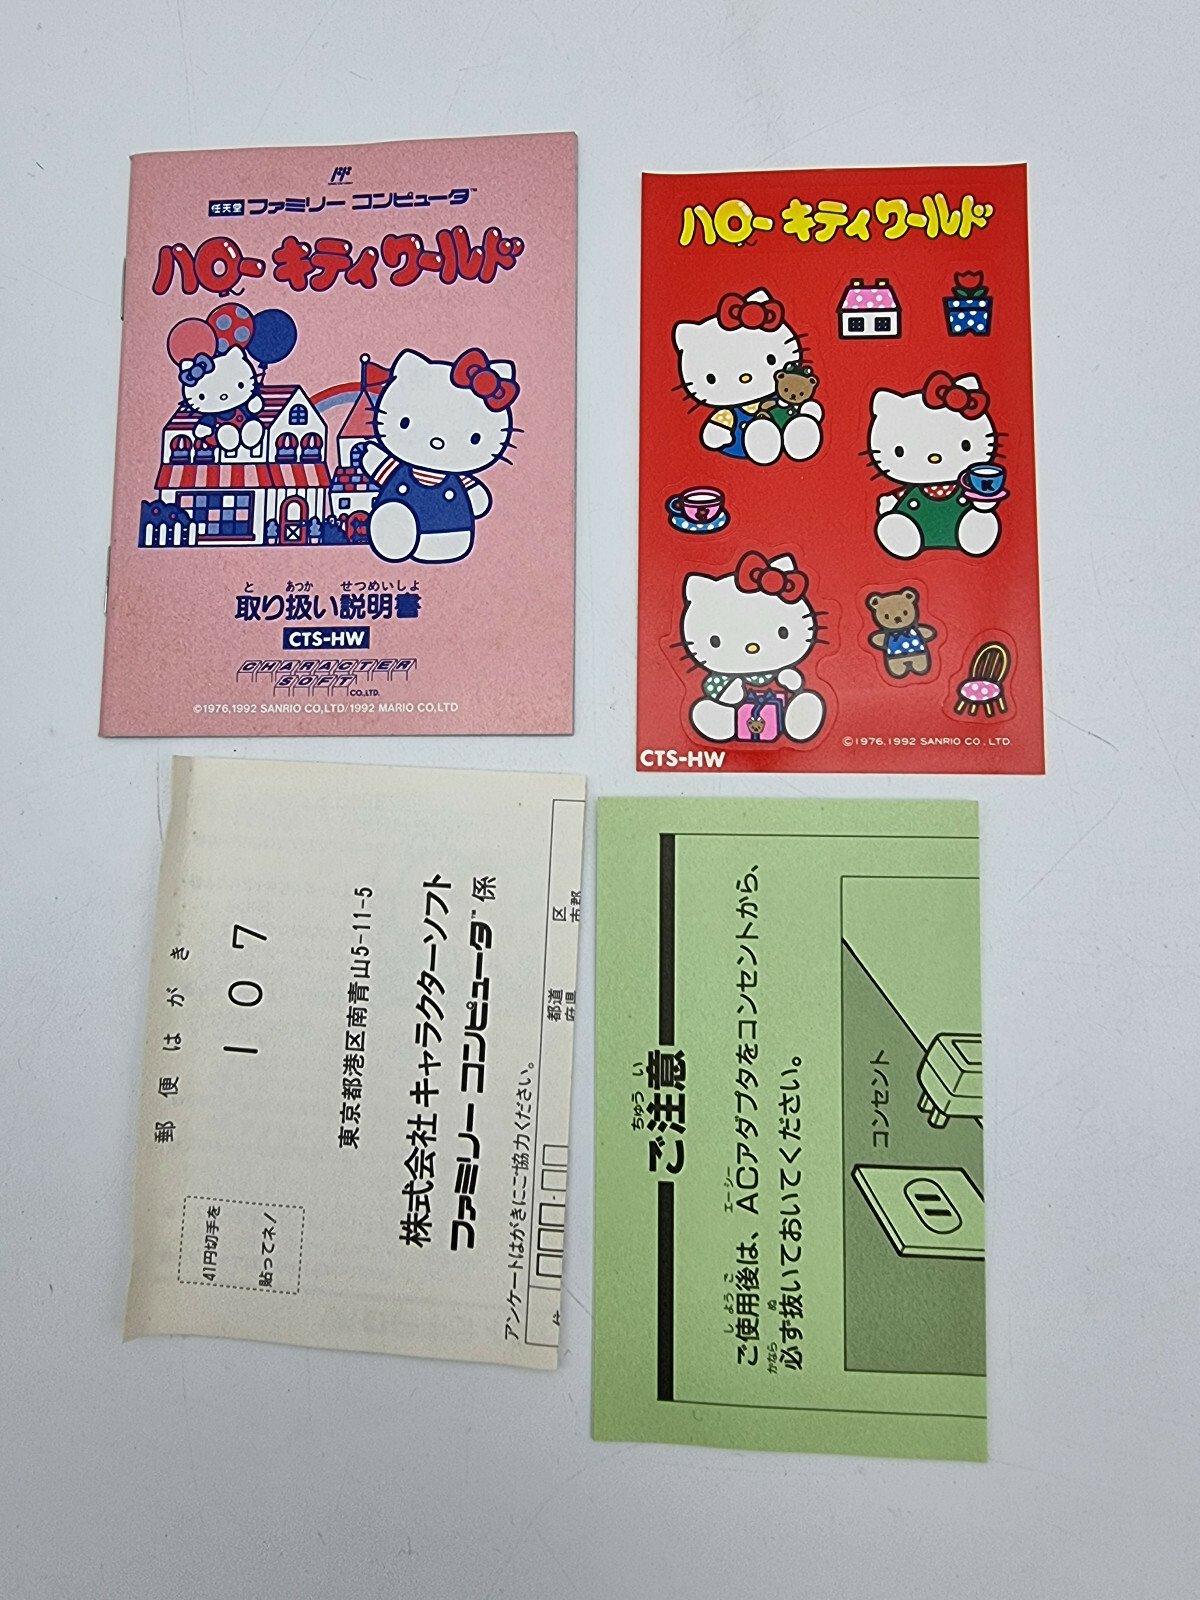 任天堂 ファミリー コンピュータ™
ハロー キティ ワールド
と あつか せつめいしょ
取り扱い説明書
CTS-HW
CHARACTER
SOFT
CO.,LTD.
©1976,1992 SANRIO CO,LTD/1992 MARIO CO,LTD
ハロー キティ ワールド
K
©1976,1992 SANRIO CO., LTD.
CTS-HW
郵便はがき
107
41円切手を
貼ってネ!
東京都港区南青山5-11-5
株式会社キャラクターソフト
ファミリー コンピュータ™係
アンケートはがきにご協力ください。
都道
府県
区
市郡
ちゅう い
ご注意
し よう ご エーシー
ご使用後は、ACアダプタをコンセントから、
かなら ぬ
必ず抜いておいてください。
コンセント